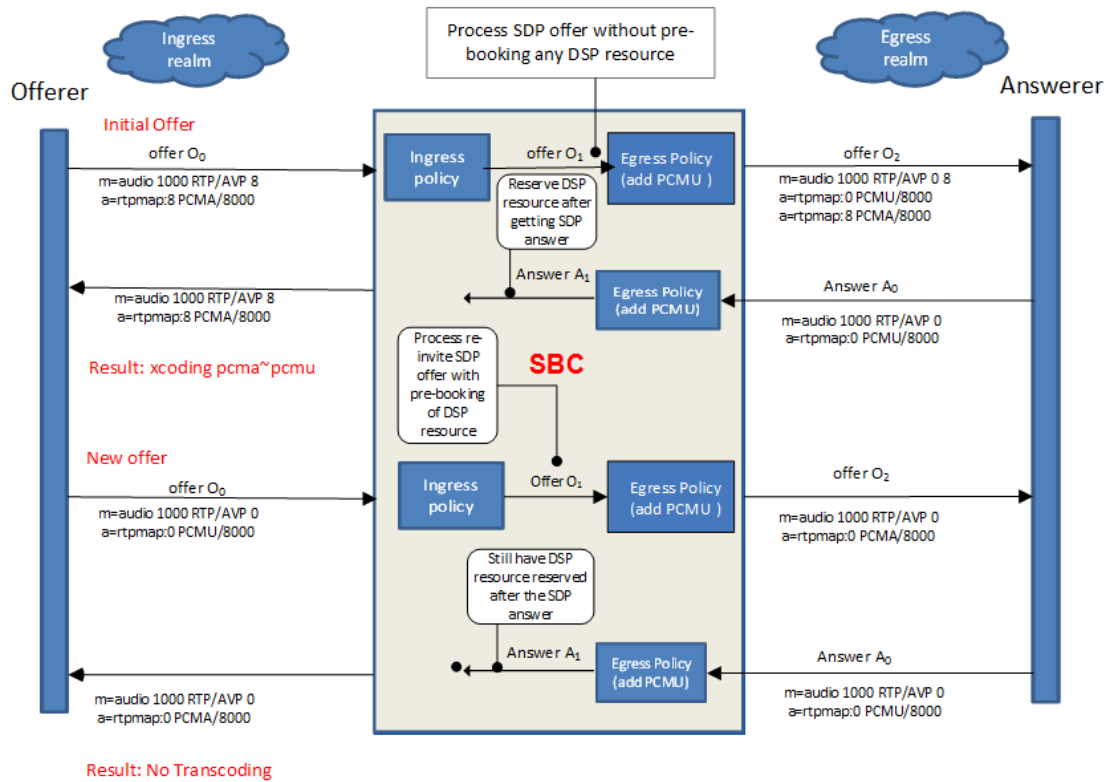 Process SDP offer without pre-
booking any DSP resource
Ingress
realm
Egress
realm
Offerer
Answerer
Initial Offer
offer O₀
m=audio 1000 RTP/AVP 8
a=rtpmap:8 PCMA/8000
Ingress
policy
offer O₁
Egress Policy
(add PCMU )
offer O₂
m=audio 1000 RTP/AVP 0 8
a=rtpmap:0 PCMU/8000
a=rtpmap:8 PCMA/8000
Reserve DSP
resource after
getting SDP
answer
Answer A₁
Egress Policy
(add PCMU)
Answer A₀
m=audio 1000 RTP/AVP 0
a=rtpmap:0 PCMU/8000
m=audio 1000 RTP/AVP 8
a=rtpmap:8 PCMA/8000
Result: xcoding pcma~pcmu
Process re-
invite SDP
offer with
pre-booking
of DSP
resource
SBC
New offer
offer O₀
m=audio 1000 RTP/AVP 0
a=rtpmap:0 PCMU/8000
Ingress
policy
Offer O₁
Egress Policy
(add PCMU )
offer O₂
m=audio 1000 RTP/AVP 0
a=rtpmap:0 PCMA/8000
Still have DSP
resource reserved
after the SDP
answer
Answer A₁
Egress Policy
(add PCMU)
Answer A₀
m=audio 1000 RTP/AVP 0
a=rtpmap:0 PCMU/8000
m=audio 1000 RTP/AVP 0
a=rtpmap:0 PCMA/8000
Result: No Transcoding